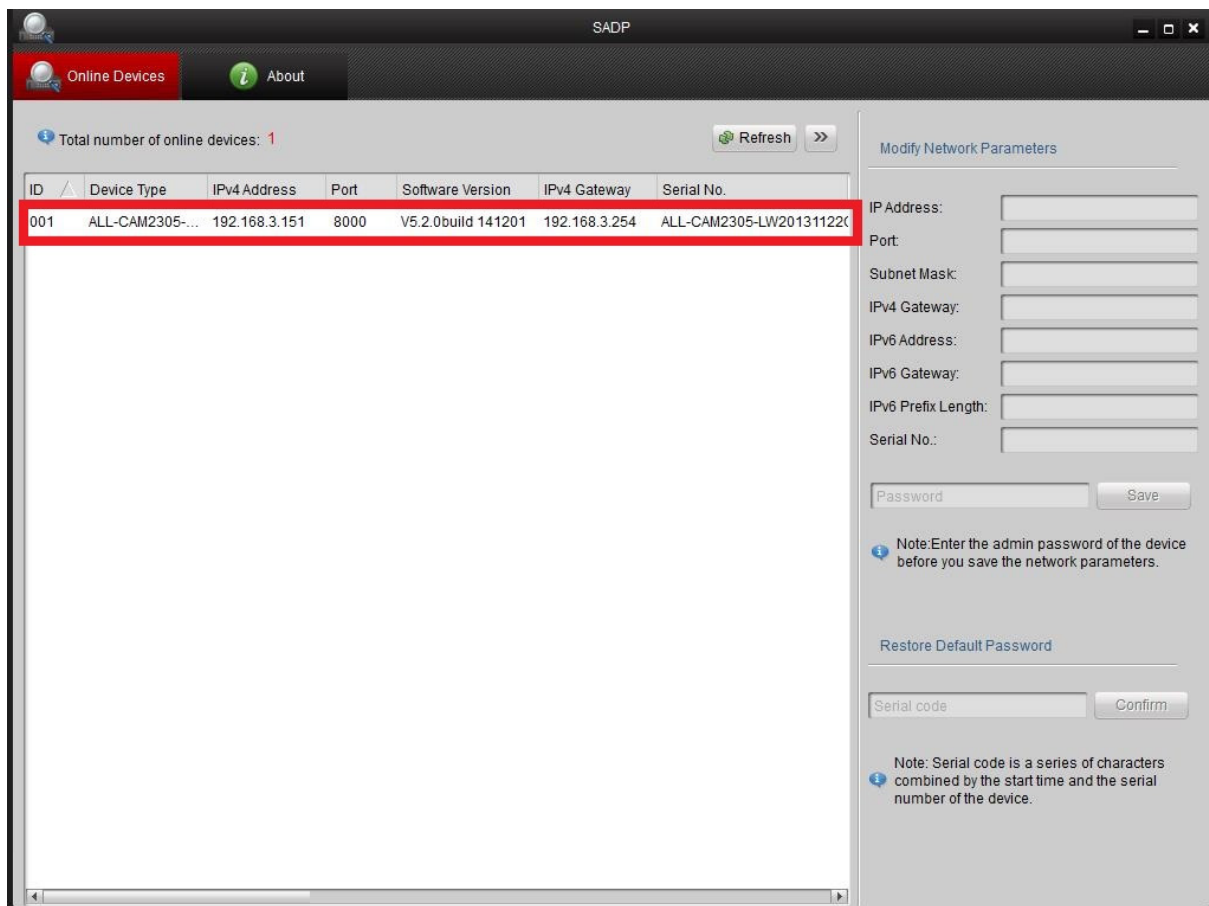 SADP
Online Devices
About
Total number of online devices: 1
Refresh
ID Device Type IPv4 Address Port Software Version IPv4 Gateway Serial No.
001 ALL-CAM2305-... 192.168.3.151 8000 V5.2.0build 141201 192.168.3.254 ALL-CAM2305-LW20131122
Modify Network Parameters
IP Address:
Port:
Subnet Mask:
IPv4 Gateway:
IPv6 Address:
IPv6 Gateway:
IPv6 Prefix Length:
Serial No.:
Password
Save
Note:Enter the admin password of the device
before you save the network parameters.
Restore Default Password
Serial code
Confirm
Note: Serial code is a series of characters
combined by the start time and the serial
number of the device.